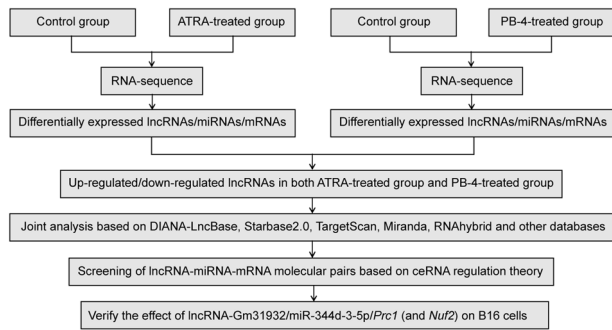 Control group
ATRA-treated group
Control group
PB-4-treated group
RNA-sequence
RNA-sequence
Differentially expressed lncRNAs/miRNAs/mRNAs
Differentially expressed lncRNAs/miRNAs/mRNAs
Up-regulated/down-regulated lncRNAs in both ATRA-treated group and PB-4-treated group
Joint analysis based on DIANA-LncBase, Starbase2.0, TargetScan, Miranda, RNAhybrid and other databases
Screening of lncRNA-miRNA-mRNA molecular pairs based on ceRNA regulation theory
Verify the effect of lncRNA-Gm31932/miR-344d-3-5p/Prc1 (and Nuf2) on B16 cells